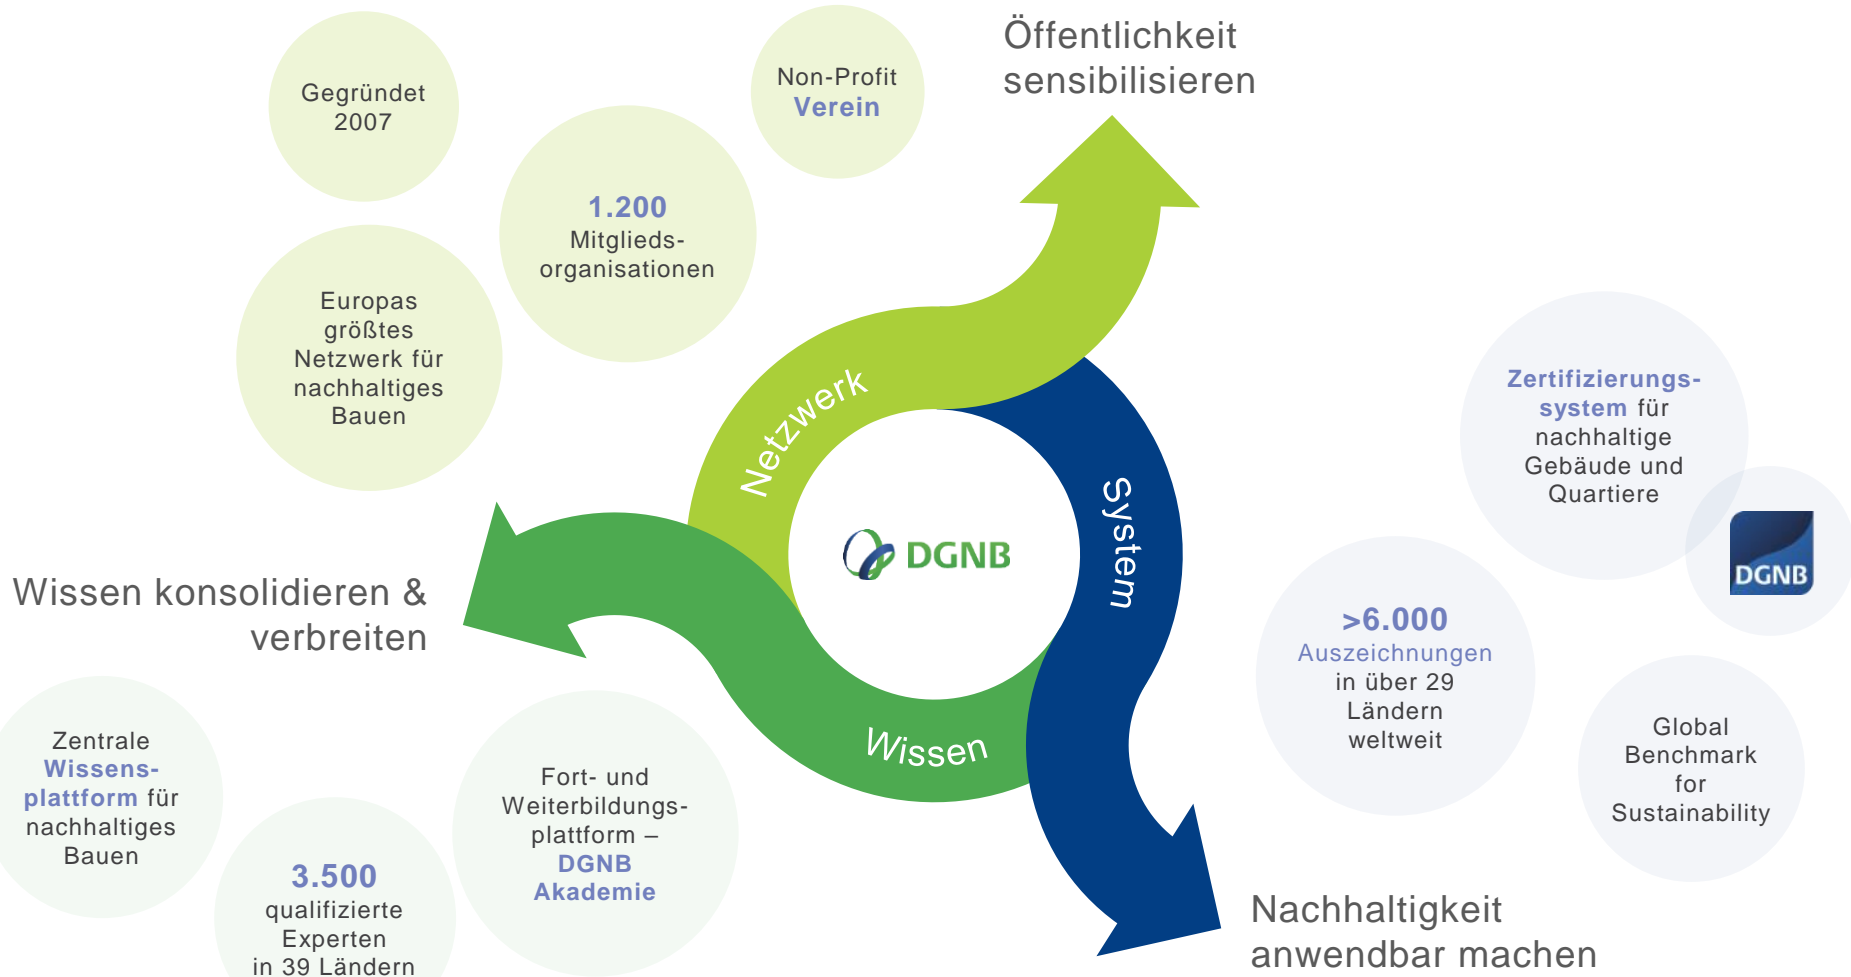 Öffentlichkeit
sensibilisieren
Gegründet
2007
Non-Profit
Verein
1.200
Mitglieds-
organisationen
Europas
größtes
Netzwerk für
nachhaltiges
Bauen
Netzwerk
System
Wissen
DGNB
Zertifizierungs-
system für
nachhaltige
Gebäude und
Quartiere
DGNB
>6.000
Auszeichnungen
in über 29
Ländern
weltweit
Global
Benchmark
for
Sustainability
Wissen konsolidieren &
verbreiten
Zentrale
Wissens-
plattform für
nachhaltiges
Bauen
3.500
qualifizierte
Experten
in 39 Ländern
Fort- und
Weiterbildungs-
plattform –
DGNB
Akademie
Nachhaltigkeit
anwendbar machen